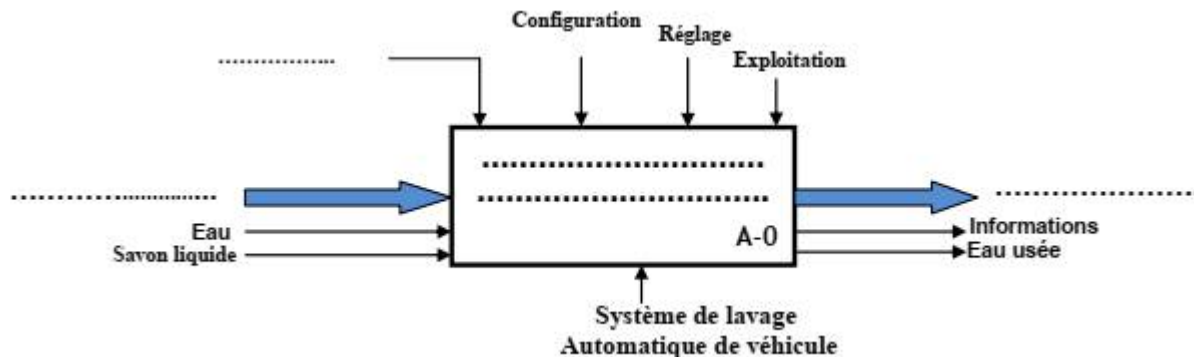 Configuration
Réglage
Exploitation
A-0
Eau
Savon liquide
Informations
Eau usée
Système de lavage
Automatique de véhicule